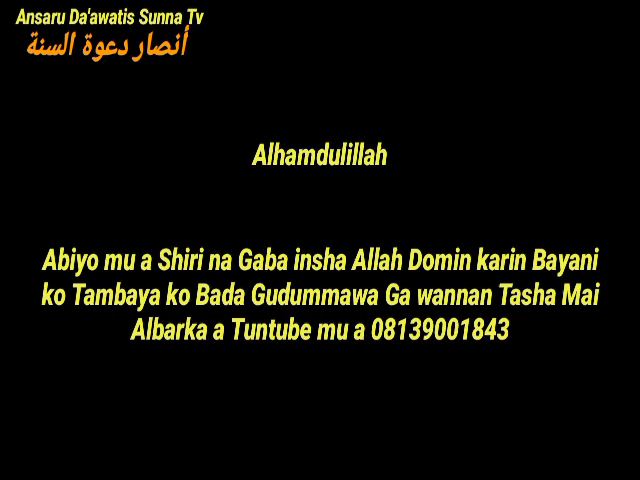 Ansaru Da'awatis Sunna Tv
أنصار دعوة السنة
Alhamdulillah
Abiyo mu a Shiri na Gaba insha Allah Domin karin Bayani
ko Tambaya ko Bada Gudummawa Ga wannan Tasha Mai
Albarka a Tuntube mu a 08139001843